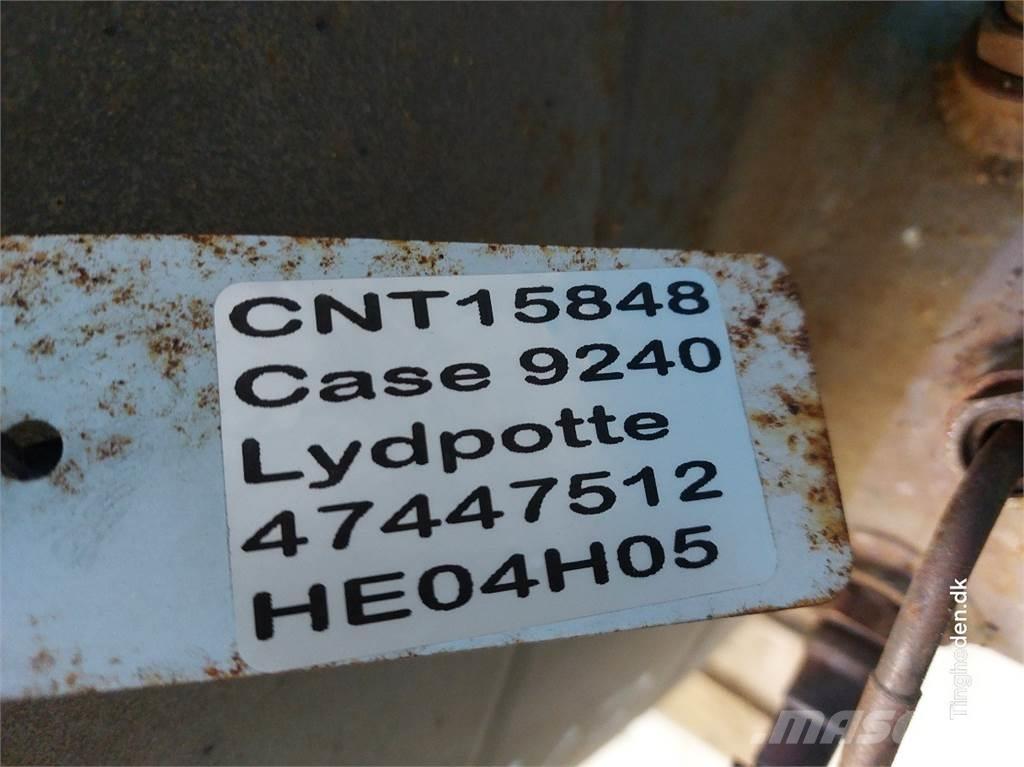 CNT15848
Case 9240
Lydpotte
47447512
HE04H05
Tingheden.dk